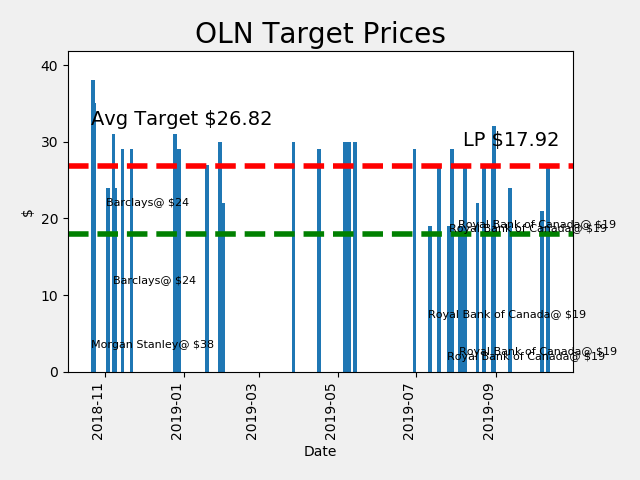 OLN Target Prices
40
Avg Target $26.82
LP $17.92
30
Barclays@ $24
Royal Bank of Canada@ $19
Royal Bank of Canada@ $19
$
20
Barclays@ $24
10
Royal Bank of Canada@ $19
Morgan Stanley@ $38
Royal Bank of Canada@ $19
Royal Bank of Canada@ $19
0
2018-11
2019-01
2019-03
2019-05
2019-07
2019-09
Date